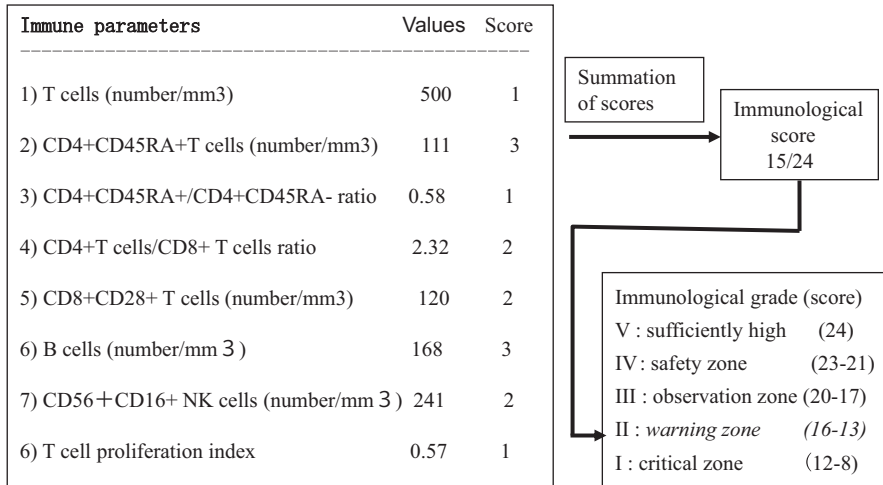 Immune parameters Values Score
1) T cells (number/mm3) 500 1
2) CD4+CD45RA+T cells (number/mm3) 111 3
3) CD4+CD45RA+/CD4+CD45RA- ratio 0.58 1
4) CD4+T cells/CD8+ T cells ratio 2.32 2
5) CD8+CD28+ T cells (number/mm3) 120 2
6) B cells (number/mm３) 168 3
7) CD56＋CD16+ NK cells (number/mm３) 241 2
6) T cell proliferation index 0.57 1
Summation
of scores
Immunological
score
15/24
Immunological grade (score)
V : sufficiently high (24)
IV : safety zone (23-21)
III : observation zone (20-17)
II : warning zone (16-13)
I : critical zone （12-8)